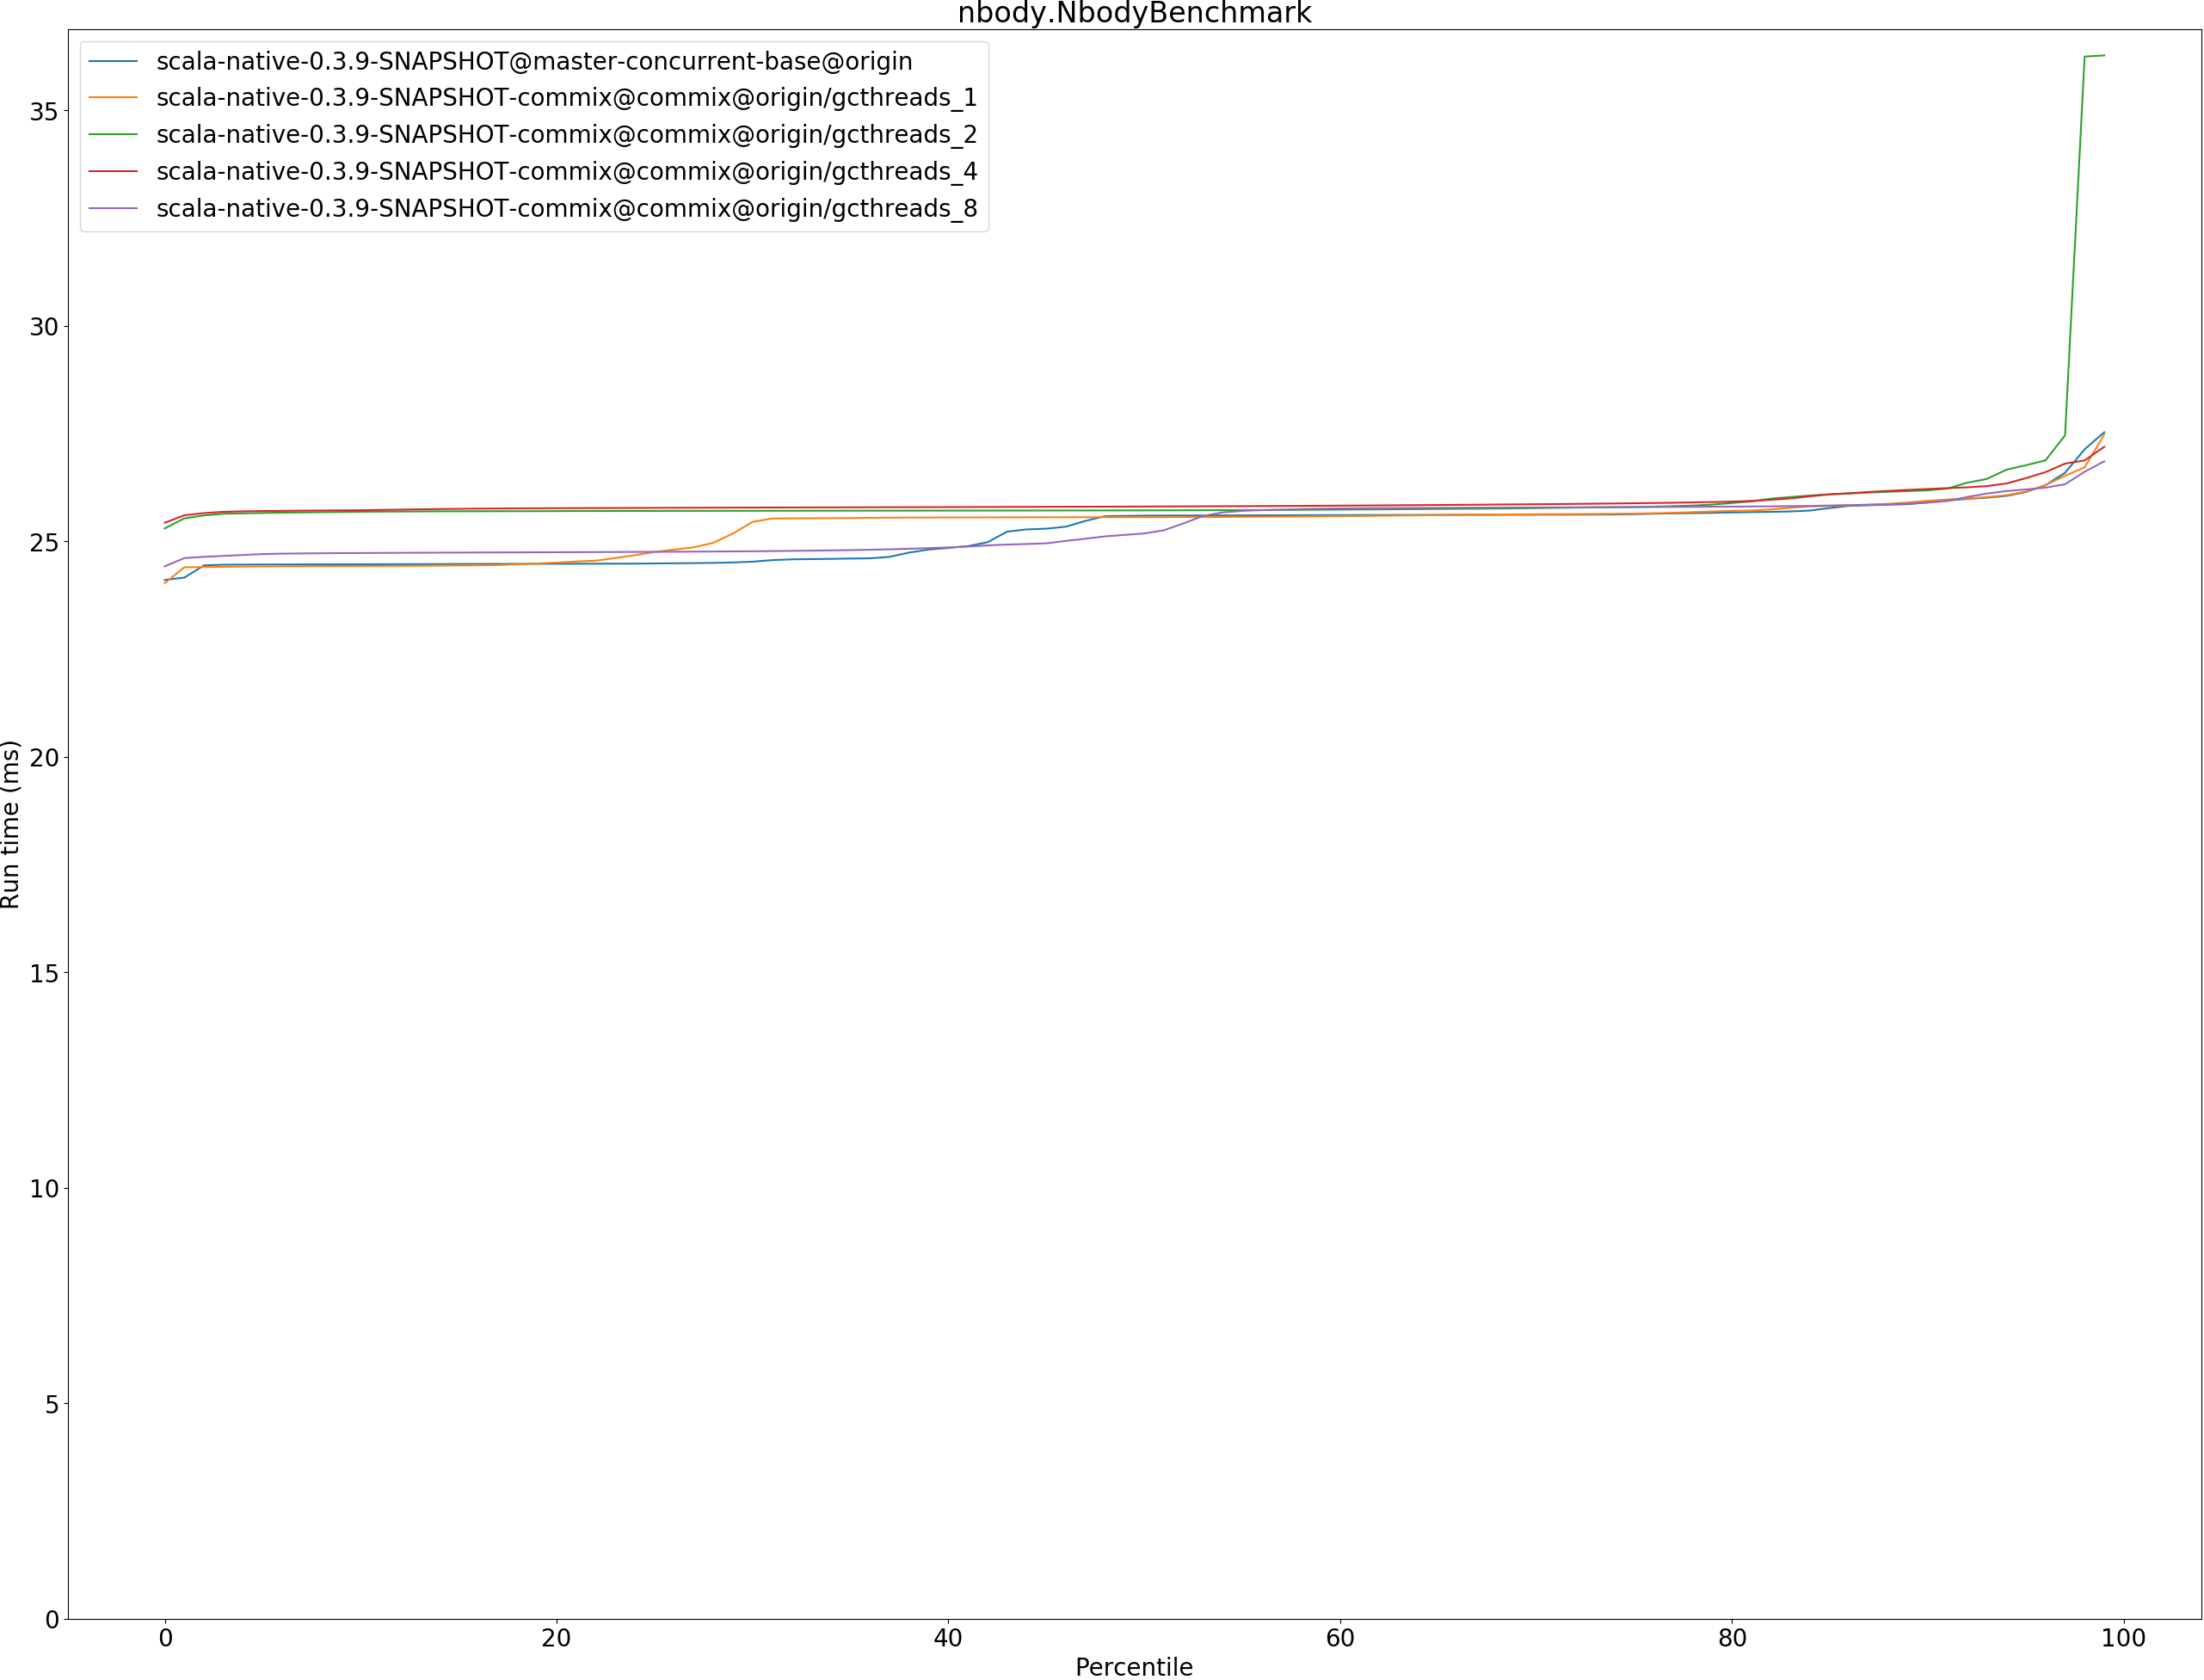 nbody.NbodyBenchmark
scala-native-0.3.9-SNAPSHOT@master-concurrent-base@origin
scala-native-0.3.9-SNAPSHOT-commix@commix@origin/gcthreads_1
scala-native-0.3.9-SNAPSHOT-commix@commix@origin/gcthreads_2
scala-native-0.3.9-SNAPSHOT-commix@commix@origin/gcthreads_4
scala-native-0.3.9-SNAPSHOT-commix@commix@origin/gcthreads_8
35
30
25
20
15
10
5
0
Run time (ms)
0 20 40 60 80 100
Percentile